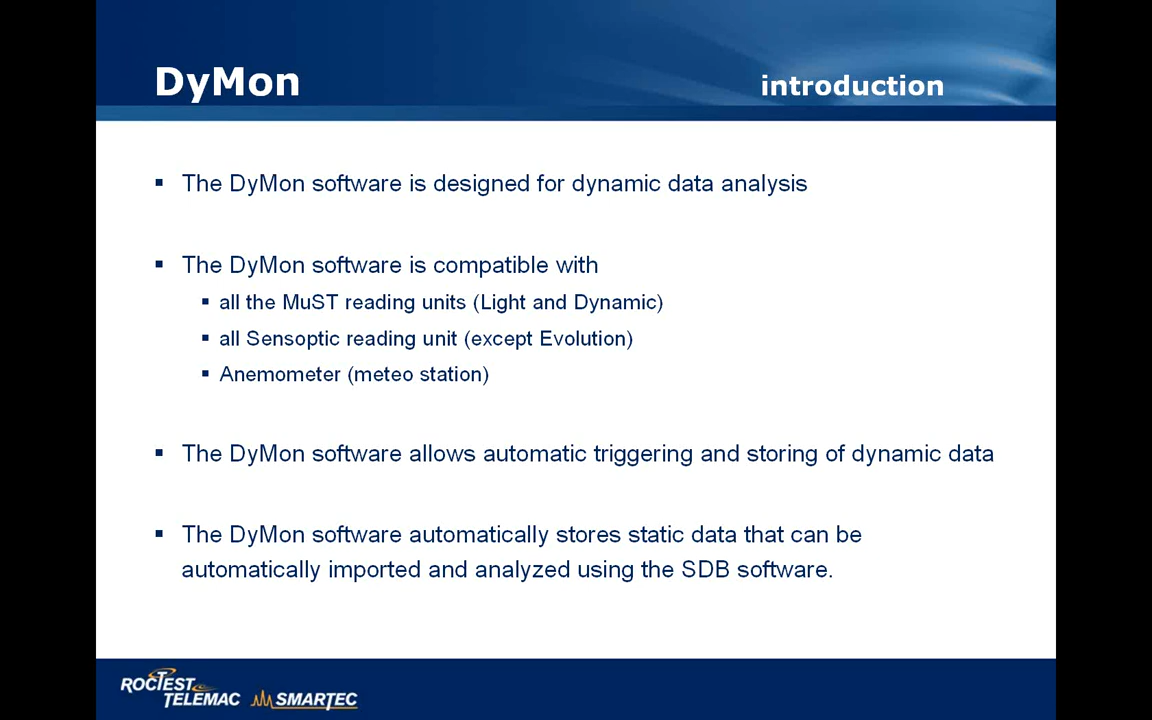 DyMon
introduction
The DyMon software is designed for dynamic data analysis
The DyMon software is compatible with
all the MuST reading units (Light and Dynamic)
all Sensoptic reading unit (except Evolution)
Anemometer (meteo station)
The DyMon software allows automatic triggering and storing of dynamic data
The DyMon software automatically stores static data that can be
automatically imported and analyzed using the SDB software.
ROCTEST
TELEMAC
SMARTEC